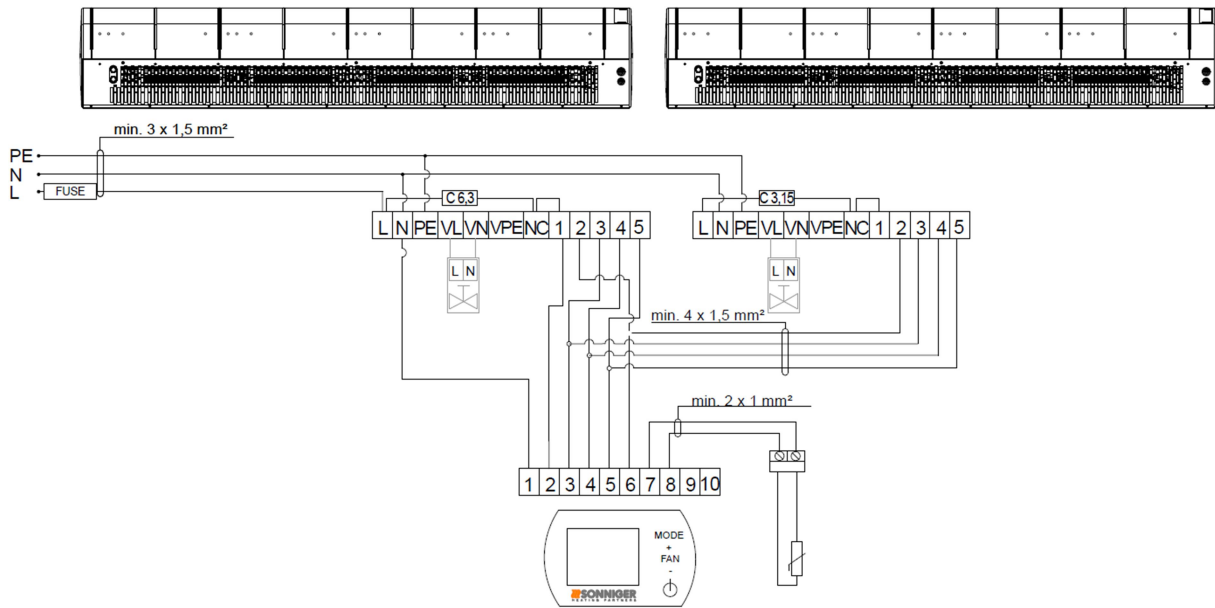 min. 3 x 1,5 mm²
PE
N
L
FUSE
C 6,3
C 3,15
L N PE VL VN VPE NC 1 2 3 4 5
L N PE VL VN VPE NC 1 2 3 4 5
L N
L N
min. 4 x 1,5 mm²
min. 2 x 1 mm²
1 2 3 4 5 6 7 8 9 10
MODE
+
FAN
-
SONNIGER
HEATING PARTNERS